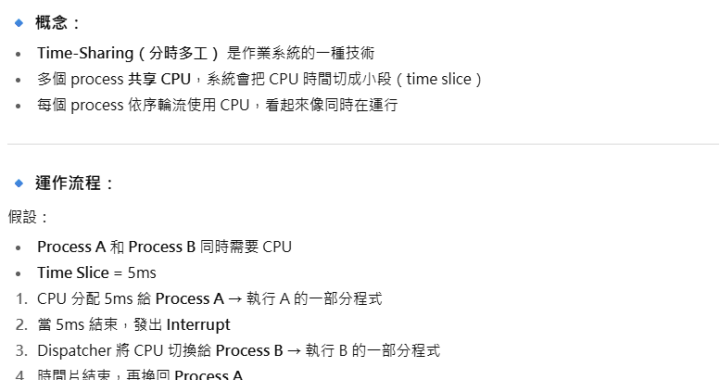 概念：
• Time-Sharing（分時多工） 是作業系統的一種技術
• 多個 process 共享 CPU，系統會把 CPU 時間切成小段（time slice）
• 每個 process 依序輪流使用 CPU，看起來像同時在運行
運作流程：
假設：
• Process A 和 Process B 同時需要 CPU
• Time Slice = 5ms
1. CPU 分配 5ms 給 Process A → 執行 A 的一部分程式
2. 當 5ms 結束，發出 Interrupt
3. Dispatcher 將 CPU 切換給 Process B → 執行 B 的一部分程式
4. 時間片結束，再換回 Process A